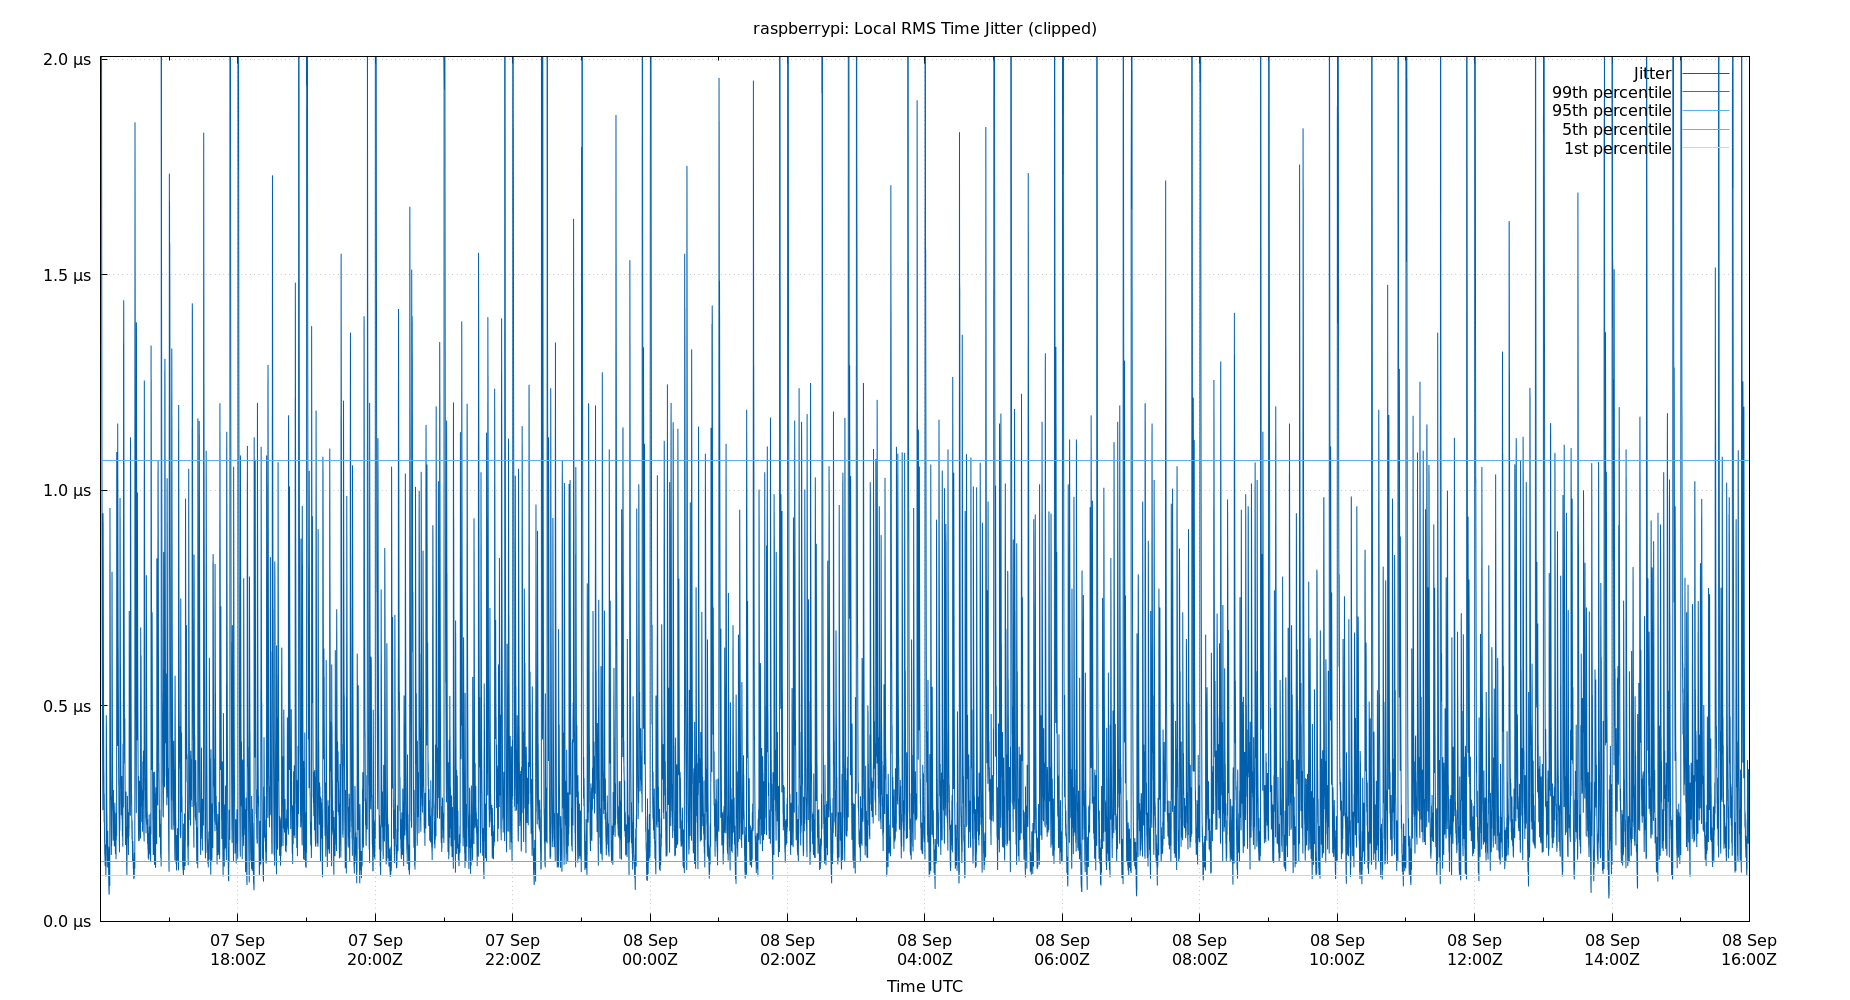 raspberrypi: Local RMS Time Jitter (clipped)
2.0 µs
1.5 µs
1.0 µs
0.5 µs
0.0 µs
Jitter
99th percentile
95th percentile
5th percentile
1st percentile
07 Sep 07 Sep 07 Sep 08 Sep 08 Sep 08 Sep 08 Sep 08 Sep 08 Sep 08 Sep 08 Sep 08 Sep
18:00Z 20:00Z 22:00Z 00:00Z 02:00Z 04:00Z 06:00Z 08:00Z 10:00Z 12:00Z 14:00Z 16:00Z
Time UTC